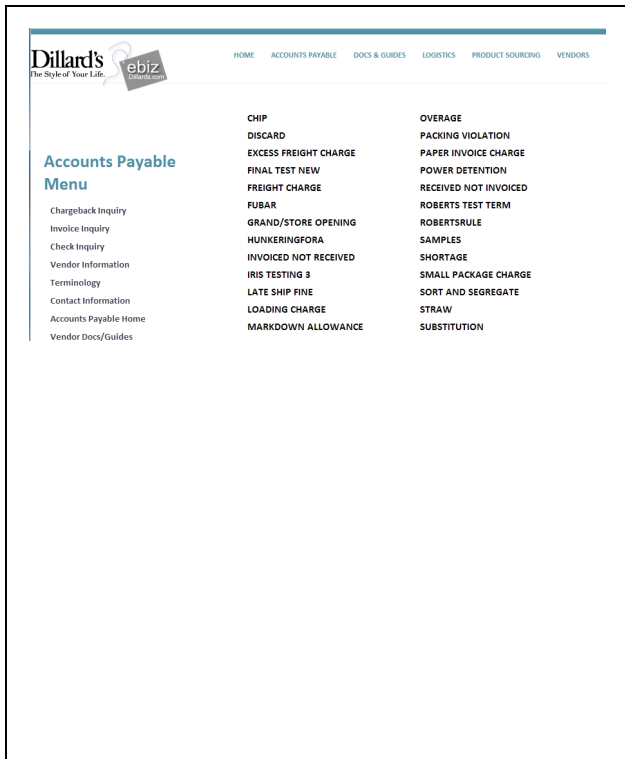 Dillard's
The Style of Your Life.
ebiz
Dillards.com
HOME ACCOUNTS PAYABLE DOCS & GUIDES LOGISTICS PRODUCT SOURCING VENDORS
Accounts Payable
Menu
Chargeback Inquiry
Invoice Inquiry
Check Inquiry
Vendor Information
Terminology
Contact Information
Accounts Payable Home
Vendor Docs/Guides
CHIP
DISCARD
EXCESS FREIGHT CHARGE
FINAL TEST NEW
FREIGHT CHARGE
FUBAR
GRAND/STORE OPENING
HUNKERINGFORA
INVOICED NOT RECEIVED
IRIS TESTING 3
LATE SHIP FINE
LOADING CHARGE
MARKDOWN ALLOWANCE
OVERAGE
PACKING VIOLATION
PAPER INVOICE CHARGE
POWER DETENTION
RECEIVED NOT INVOICED
ROBERTS TEST TERM
ROBERTSRULE
SAMPLES
SHORTAGE
SMALL PACKAGE CHARGE
SORT AND SEGREGATE
STRAW
SUBSTITUTION